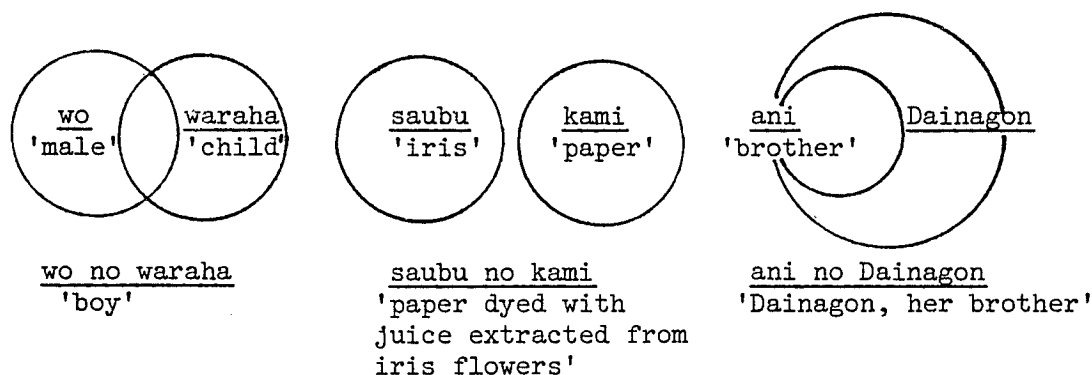 wo
'male'
waraha
'child'
saubu
'iris'
kami
'paper'
ani
'brother'
Dainagon
wo no waraha
'boy'
saubu no kami
'paper dyed with
juice extracted from
iris flowers'
ani no Dainagon
'Dainagon, her brother'